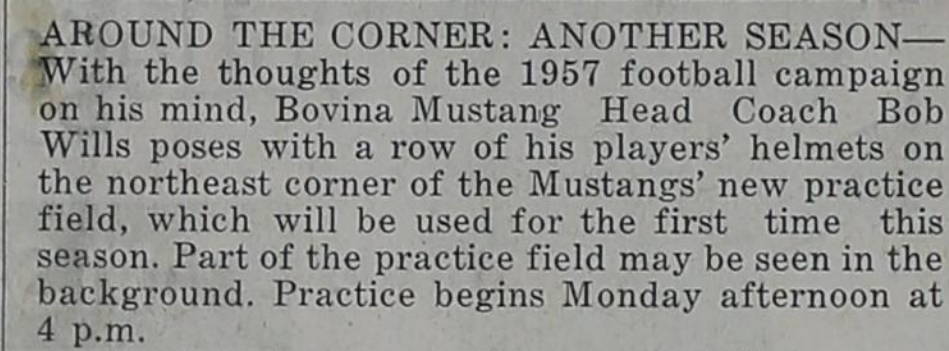 AROUND THE CORNER: ANOTHER SEASON—
With the thoughts of the 1957 football campaign
on his mind, Bovina Mustang Head Coach Bob
Wills poses with a row of his players' helmets on
the northeast corner of the Mustangs' new practice
field, which will be used for the first time this
season. Part of the practice field may be seen in the
background. Practice begins Monday afternoon at
4 p.m.